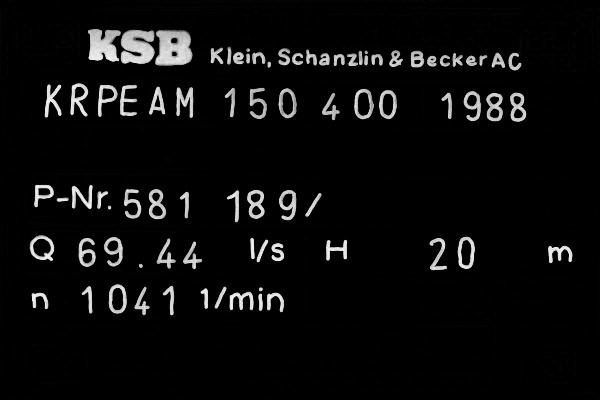 KSB Klein, Schanzlin & Becker AG
KRPEAM 150 400 1988
P-Nr. 581 189/
Q 69.44 l/s H 20 m
n 1041 1/min